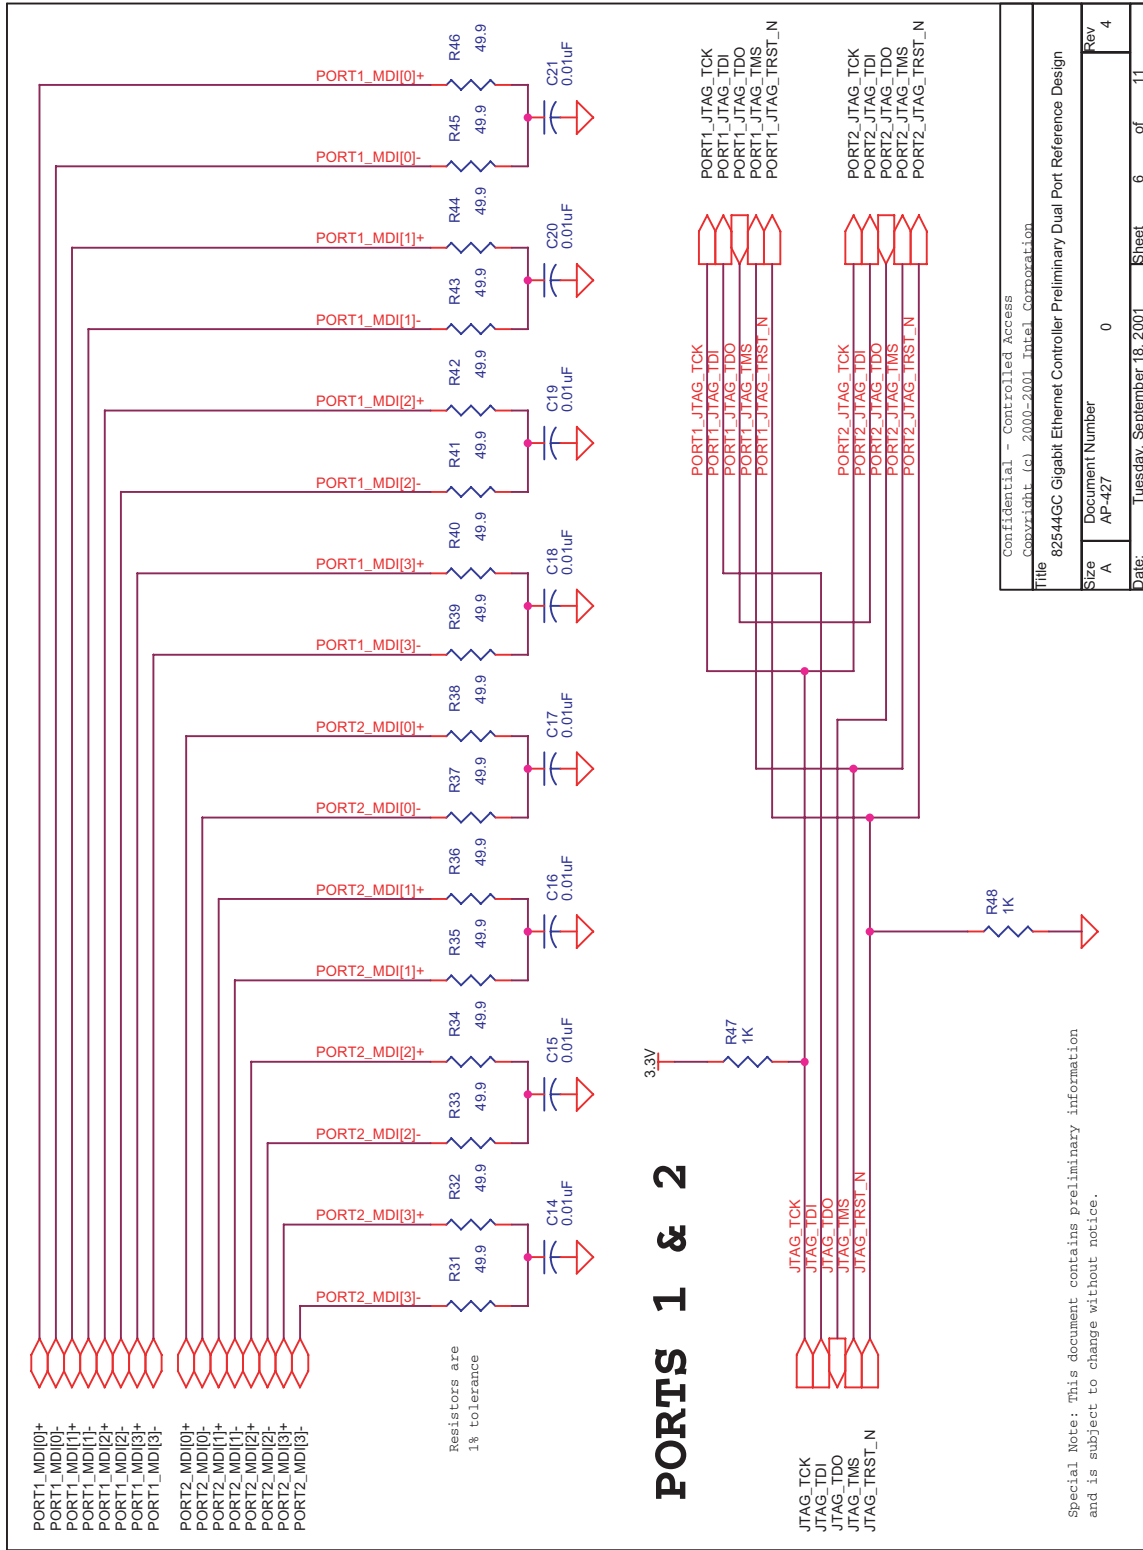 PORT1_MDI[0]+
PORT1_MDI[0]-
PORT1_MDI[1]+
PORT1_MDI[1]-
PORT1_MDI[2]+
PORT1_MDI[2]-
PORT1_MDI[3]+
PORT1_MDI[3]-
PORT2_MDI[0]+
PORT2_MDI[0]-
PORT2_MDI[1]+
PORT2_MDI[1]-
PORT2_MDI[2]+
PORT2_MDI[2]-
PORT2_MDI[3]+
PORT2_MDI[3]-
PORT2_MDI[3]-
PORT2_MDI[3]+
PORT2_MDI[2]-
PORT2_MDI[2]+
PORT2_MDI[1]+
PORT2_MDI[1]+
PORT2_MDI[0]-
PORT2_MDI[0]+
PORT1_MDI[3]-
PORT1_MDI[3]+
PORT1_MDI[2]-
PORT1_MDI[2]+
PORT1_MDI[1]-
PORT1_MDI[1]+
PORT1_MDI[0]-
PORT1_MDI[0]+
Resistors are
1% tolerance
R31
49.9
R32
49.9
R33
49.9
R34
49.9
R35
49.9
R36
49.9
R37
49.9
R38
49.9
R39
49.9
R40
49.9
R41
49.9
R42
49.9
R43
49.9
R44
49.9
R45
49.9
R46
49.9
C14
0.01uF
C15
0.01uF
C16
0.01uF
C17
0.01uF
C18
0.01uF
C19
0.01uF
C20
0.01uF
C21
0.01uF
PORTS 1 & 2
3.3V
R47
1K
JTAG_TCK
JTAG_TDI
JTAG_TDO
JTAG_TMS
JTAG_TRST_N
JTAG_TCK
JTAG_TDI
JTAG_TDO
JTAG_TMS
JTAG_TRST_N
PORT1_JTAG_TCK
PORT1_JTAG_TDI
PORT1_JTAG_TDO
PORT1_JTAG_TMS
PORT1_JTAG_TRST_N
PORT1_JTAG_TCK
PORT1_JTAG_TDI
PORT1_JTAG_TDO
PORT1_JTAG_TMS
PORT1_JTAG_TRST_N
PORT2_JTAG_TCK
PORT2_JTAG_TDI
PORT2_JTAG_TDO
PORT2_JTAG_TMS
PORT2_JTAG_TRST_N
PORT2_JTAG_TCK
PORT2_JTAG_TDI
PORT2_JTAG_TDO
PORT2_JTAG_TMS
PORT2_JTAG_TRST_N
R48
1K
Special Note: This document contains preliminary information
and is subject to change without notice.
Confidential - Controlled Access
Copyright (c) 2000-2001 Intel Corporation
Title
82544GC Gigabit Ethernet Controller Preliminary Dual Port Reference Design
Size Document Number Rev
A AP-427 0 4
Date: Tuesday, September 18, 2001 Sheet 6 of 11